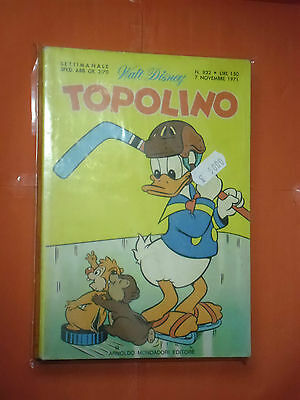 SETTIMANALE
SPED. ABB. GR. 2/70
Walt Disney
N. 832 • LIRE 150
7 NOVEMBRE 1971
TOPOLINO
ARNOLDO MONDADORI EDITORE